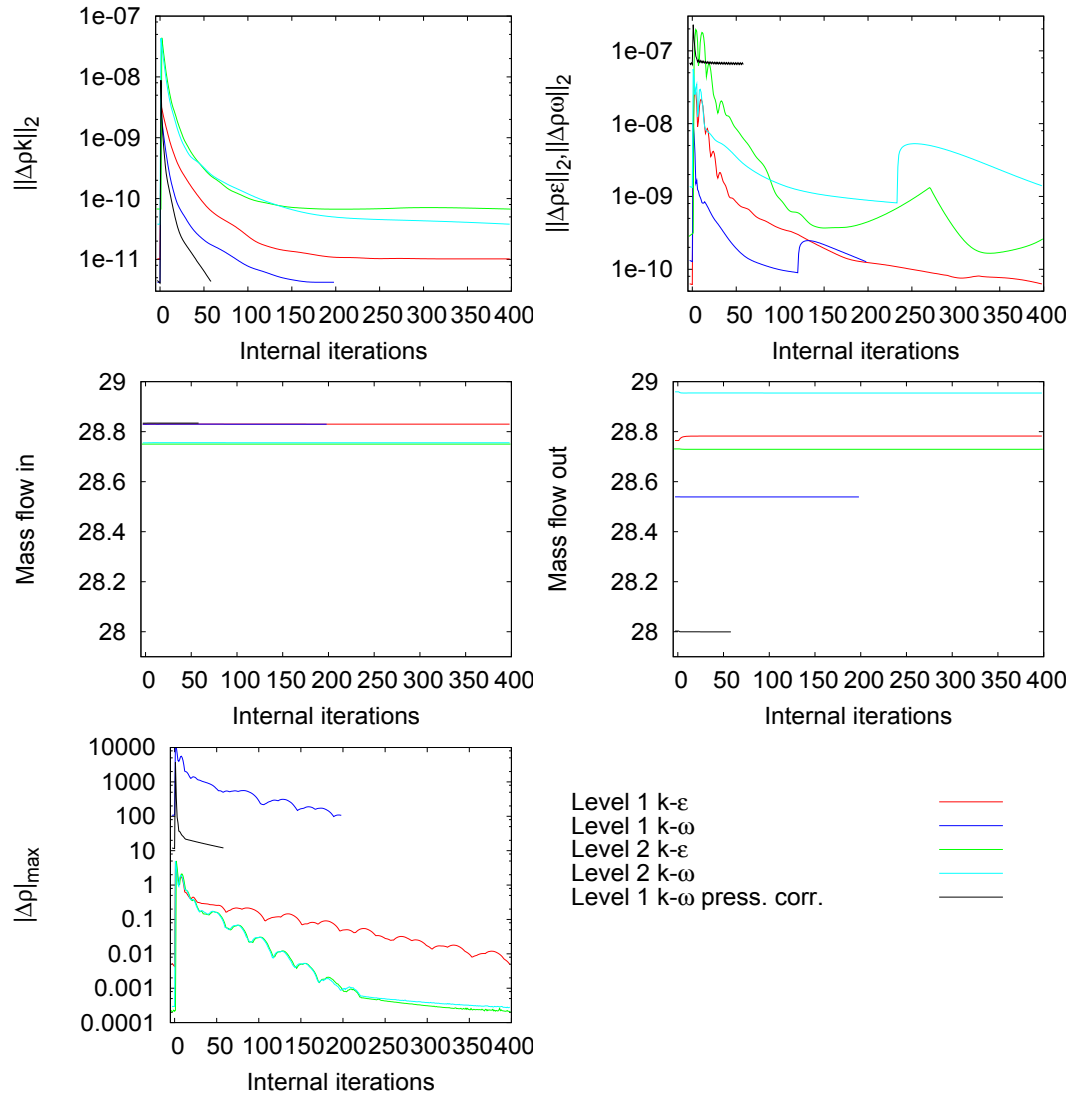 1e-07
1e-08
1e-09
1e-10
1e-11
||Δρk||₂
0 50 100 150 200 250 300 350 400
Internal iterations
1e-07
1e-08
1e-09
1e-10
||Δρε||₂,||Δρω||₂
0 50 100 150 200 250 300 350 400
Internal iterations
29
28.8
28.6
28.4
28.2
28
Mass flow in
0 50 100 150 200 250 300 350 400
Internal iterations
29
28.8
28.6
28.4
28.2
28
Mass flow out
0 50 100 150 200 250 300 350 400
Internal iterations
10000
1000
100
10
1
0.1
0.01
0.001
0.0001
|Δρ|max
0 50 100 150 200 250 300 350 400
Internal iterations
Level 1 k-ε
Level 1 k-ω
Level 2 k-ε
Level 2 k-ω
Level 1 k-ω press. corr.